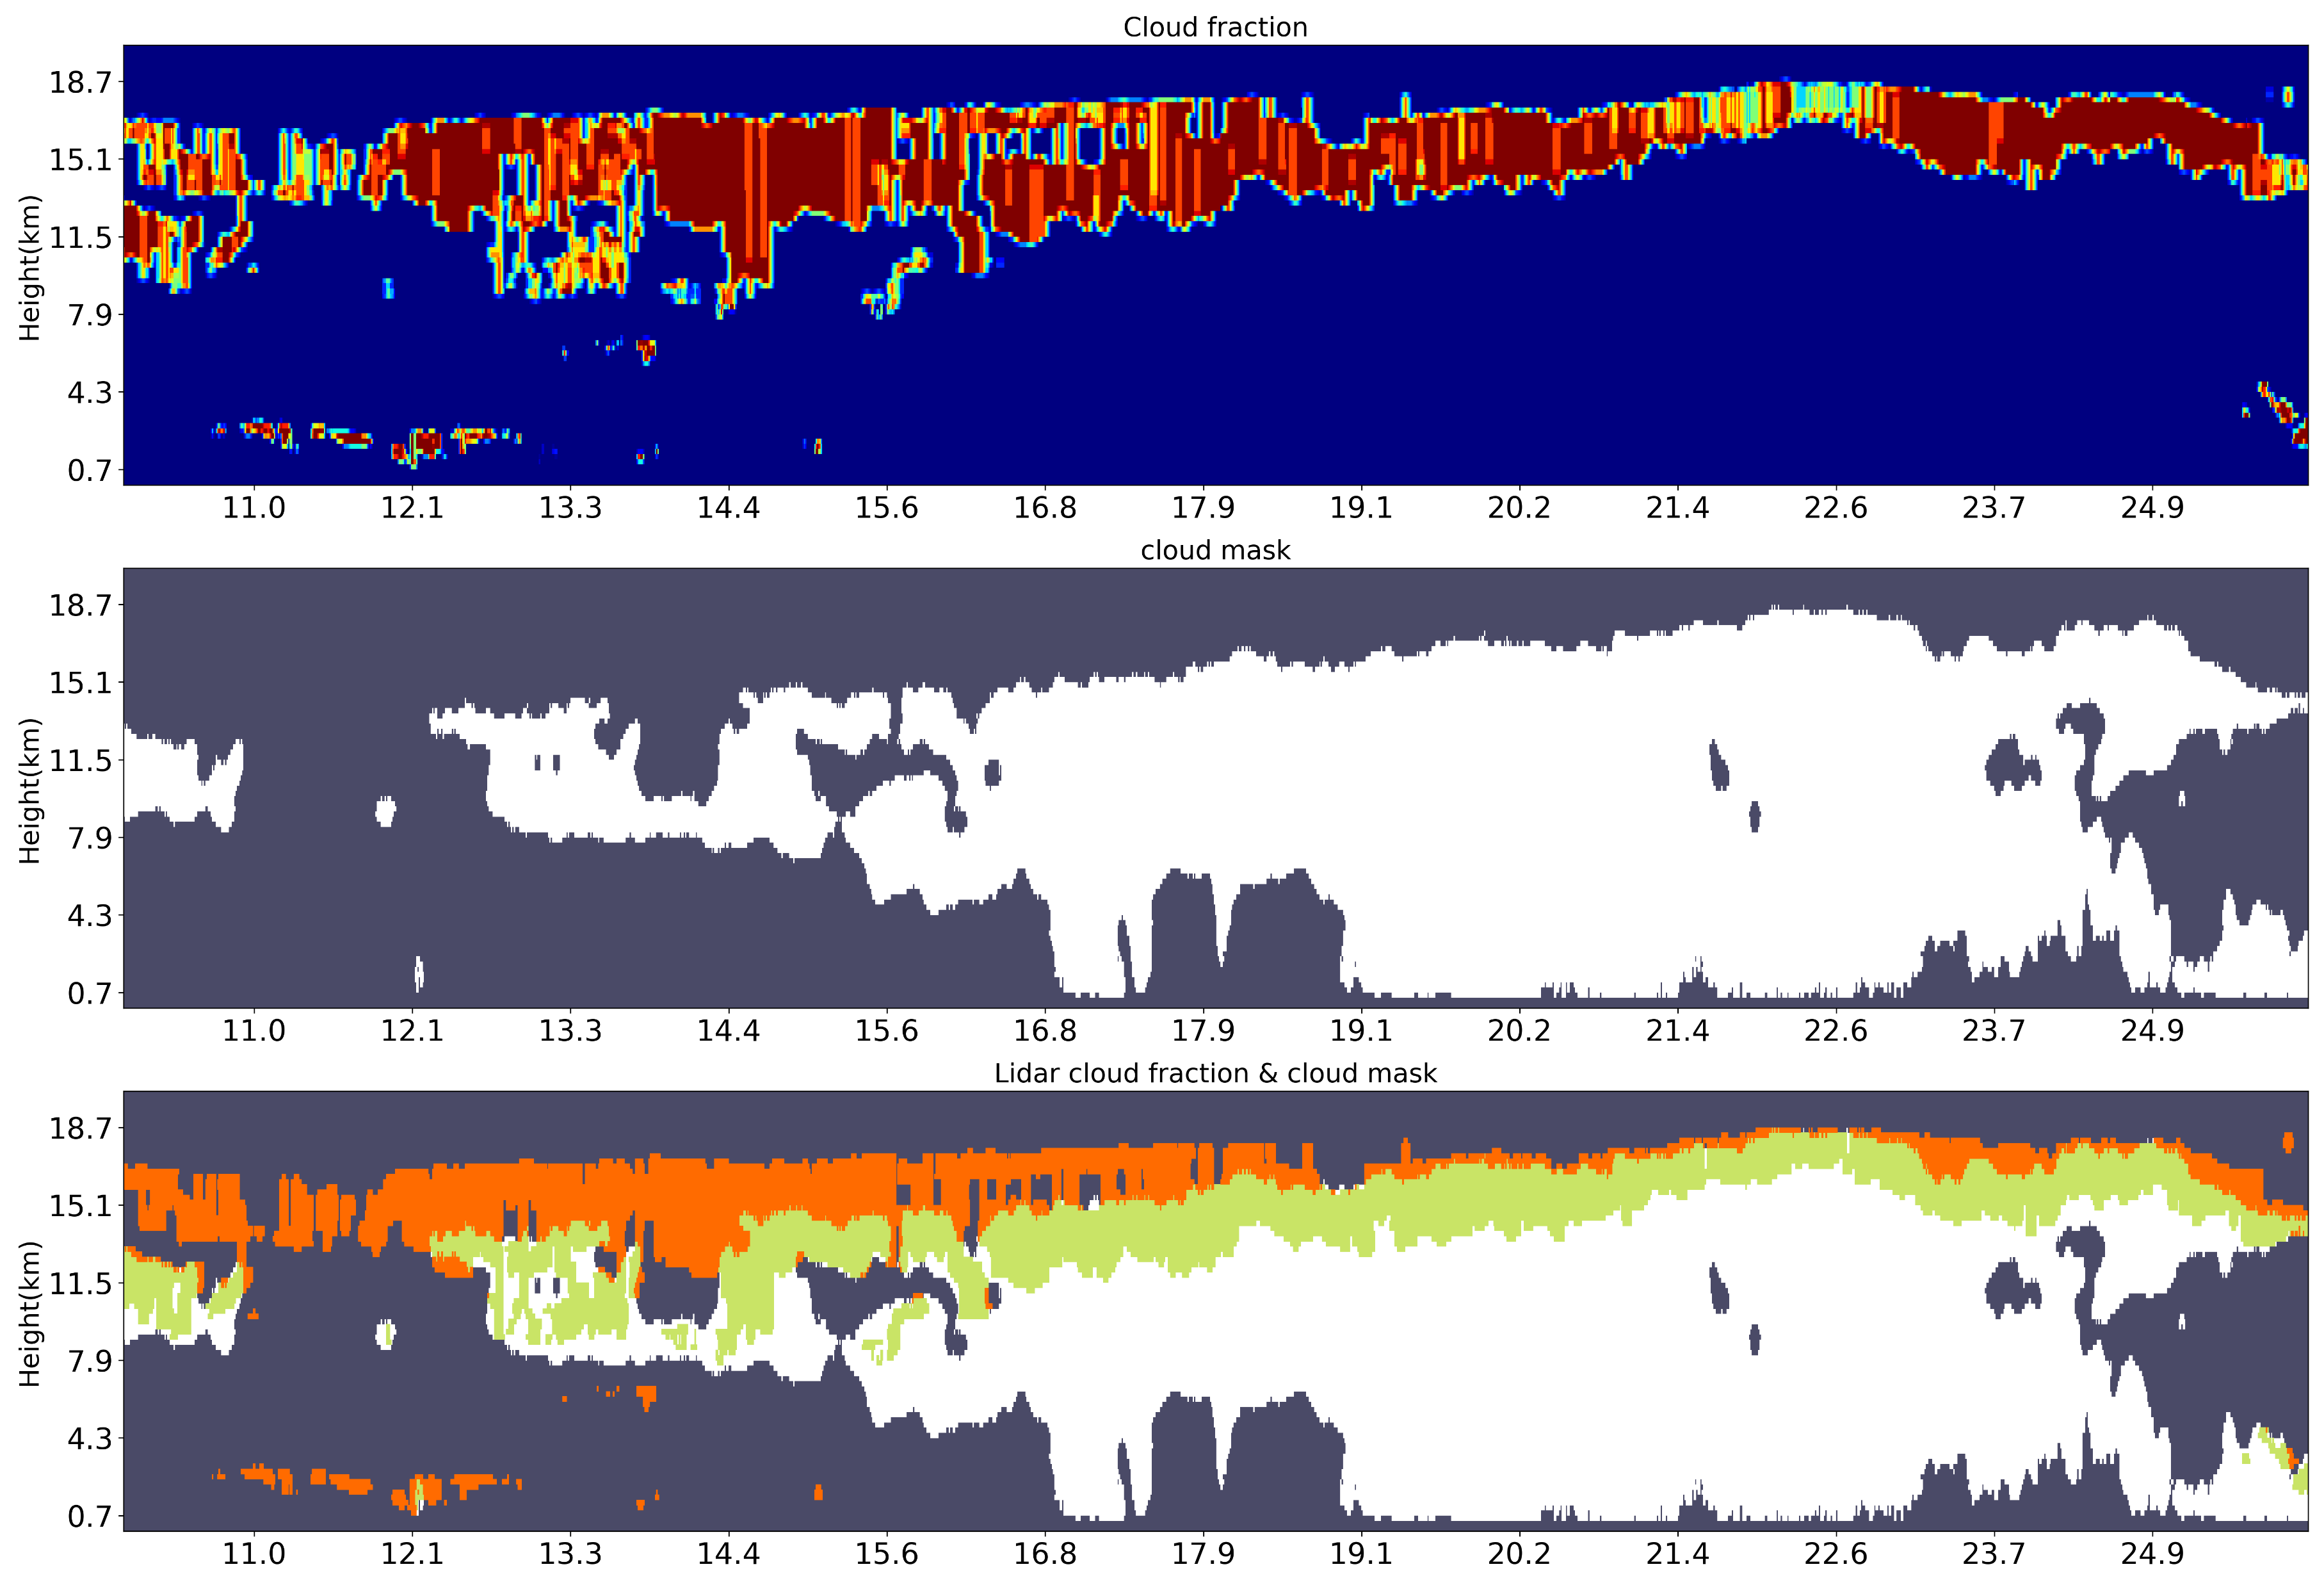 Cloud fraction
Height(km)
18.7
15.1
11.5
7.9
4.3
0.7
11.0 12.1 13.3 14.4 15.6 16.8 17.9 19.1 20.2 21.4 22.6 23.7 24.9
cloud mask
Height(km)
18.7
15.1
11.5
7.9
4.3
0.7
11.0 12.1 13.3 14.4 15.6 16.8 17.9 19.1 20.2 21.4 22.6 23.7 24.9
Lidar cloud fraction & cloud mask
Height(km)
18.7
15.1
11.5
7.9
4.3
0.7
11.0 12.1 13.3 14.4 15.6 16.8 17.9 19.1 20.2 21.4 22.6 23.7 24.9